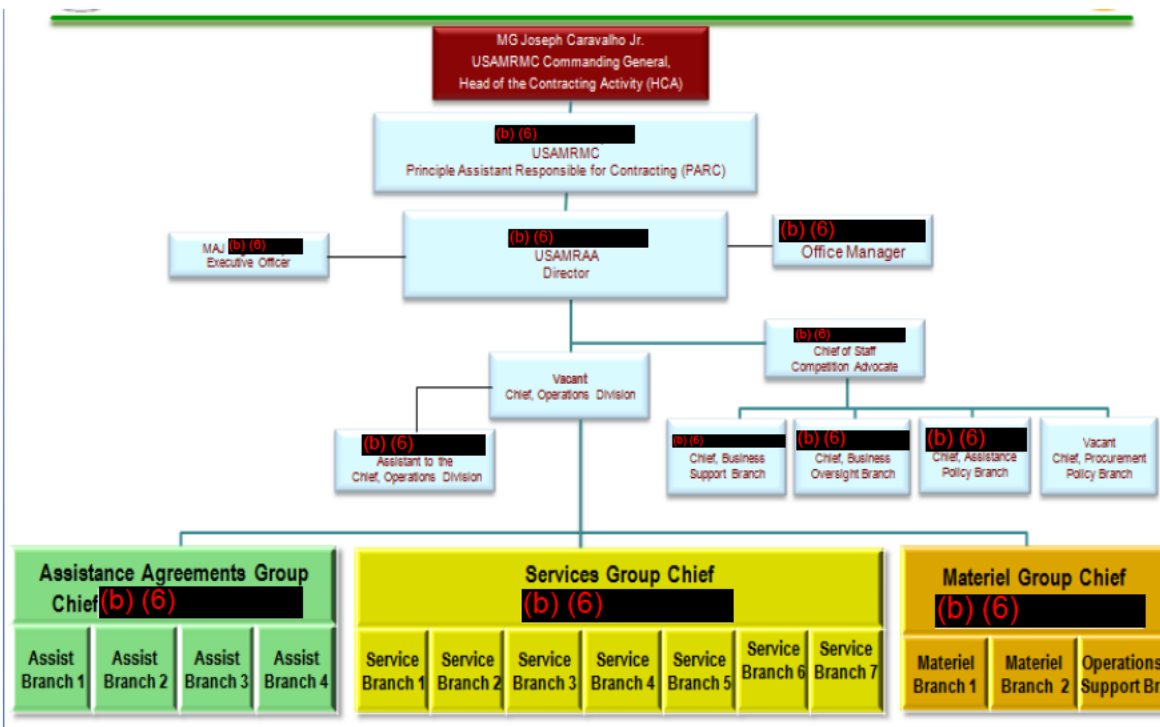 MG Joseph Caravalho Jr.
USAMRMC Commanding General,
Head of the Contracting Activity (HCA)
(b) (6)
USAMRMC
Principle Assistant Responsible for Contracting (PARC)
MAJ (b) (6)
Executive Officer
(b) (6)
USAMRAA
Director
(b) (6)
Office Manager
(b) (6)
Chief of Staff
Competition Advocate
Vacant
Chief, Operations Division
(b) (6)
Assistant to the
Chief, Operations Division
(b) (6)
Chief, Business
Support Branch
(b) (6)
Chief, Business
Oversight Branch
(b) (6)
Chief, Assistance
Policy Branch
Vacant
Chief, Procurement
Policy Branch
Assistance Agreements Group
Chief (b) (6)
Assist
Branch 1
Assist
Branch 2
Assist
Branch 3
Assist
Branch 4
Services Group Chief
(b) (6)
Service
Branch 1
Service
Branch 2
Service
Branch 3
Service
Branch 4
Service
Branch 5
Service
Branch 6
Service
Branch 7
Materiel Group Chief
(b) (6)
Materiel
Branch 1
Materiel
Branch 2
Operations
Support Br